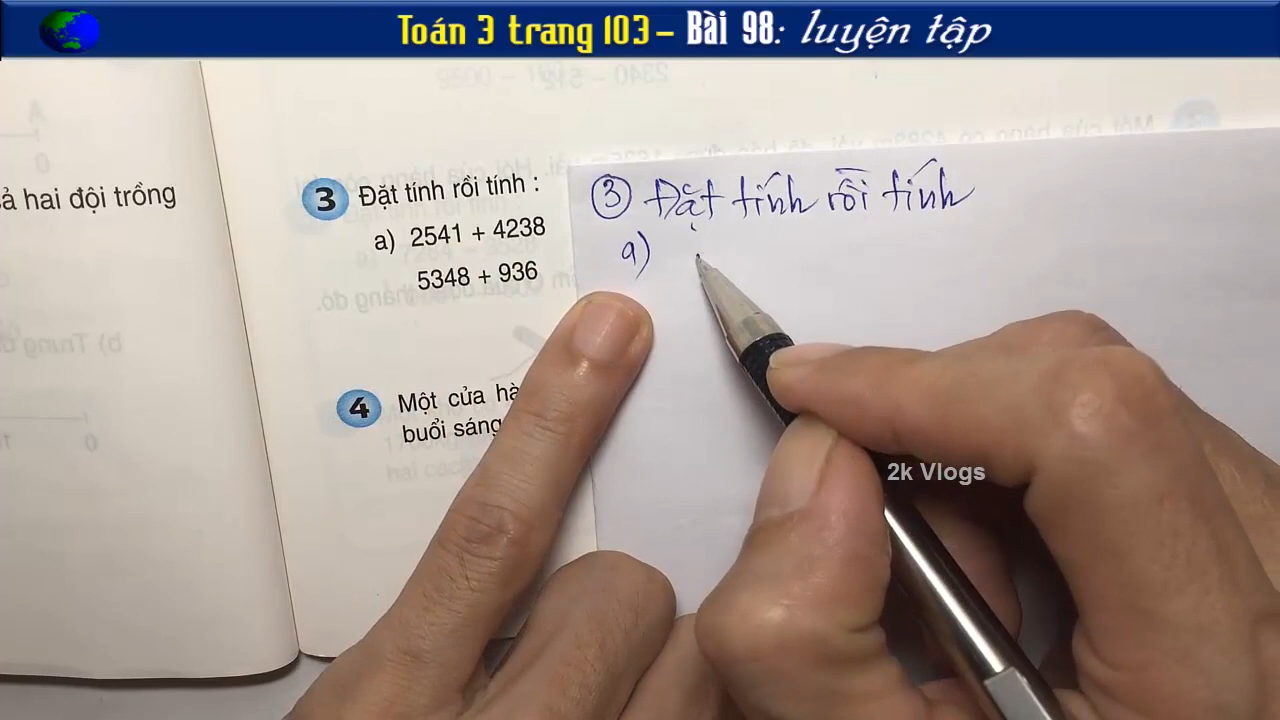 Toán 3 trang 103 – Bài 98: luyện tập
ả hai đội trồng
3 Đặt tính rồi tính :
a) 2541 + 4238
5348 + 936
4 Một cửa hà
buổi sáng
③ Đặt tính rồi tính
a)
2k Vlogs